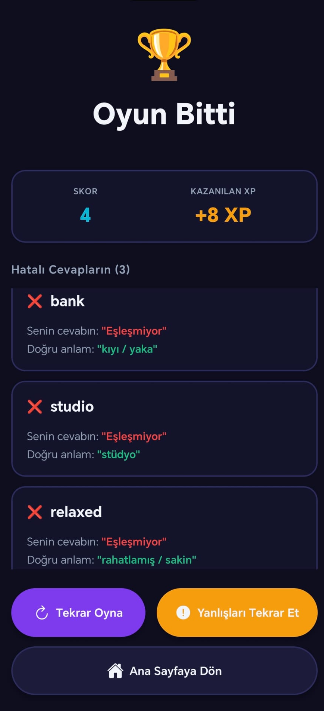 Oyun Bitti
SKOR
4
KAZANILAN XP
+8 XP
Hatalı Cevapların (3)
bank
Senin cevabın: "Eşleşmiyor"
Doğru anlam: "kıyı / yaka"
studio
Senin cevabın: "Eşleşmiyor"
Doğru anlam: "stüdyo"
relaxed
Senin cevabın: "Eşleşmiyor"
Doğru anlam: "rahatlamış / sakin"
Tekrar Oyna
Yanlışları Tekrar Et
Ana Sayfaya Dön